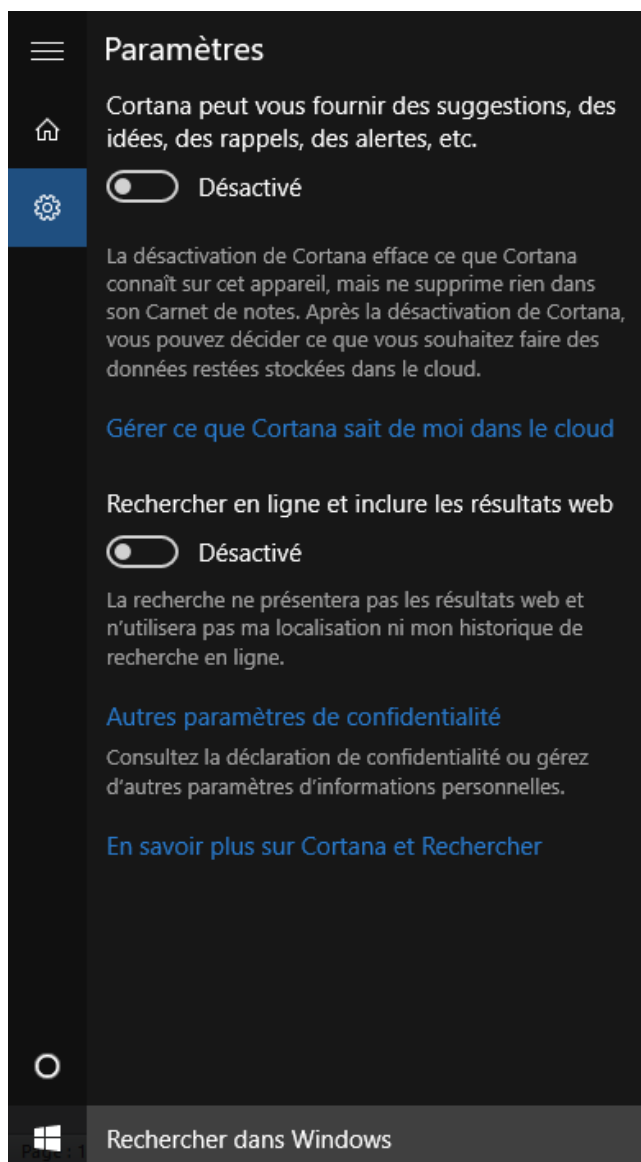 Paramètres
Cortana peut vous fournir des suggestions, des
idées, des rappels, des alertes, etc.
Désactivé
La désactivation de Cortana efface ce que Cortana
connaît sur cet appareil, mais ne supprime rien dans
son Carnet de notes. Après la désactivation de Cortana,
vous pouvez décider ce que vous souhaitez faire des
données restées stockées dans le cloud.
Gérer ce que Cortana sait de moi dans le cloud
Rechercher en ligne et inclure les résultats web
Désactivé
La recherche ne présentera pas les résultats web et
n'utilisera pas ma localisation ni mon historique de
recherche en ligne.
Autres paramètres de confidentialité
Consultez la déclaration de confidentialité ou gérez
d'autres paramètres d'informations personnelles.
En savoir plus sur Cortana et Rechercher
Rechercher dans Windows
Page : 1